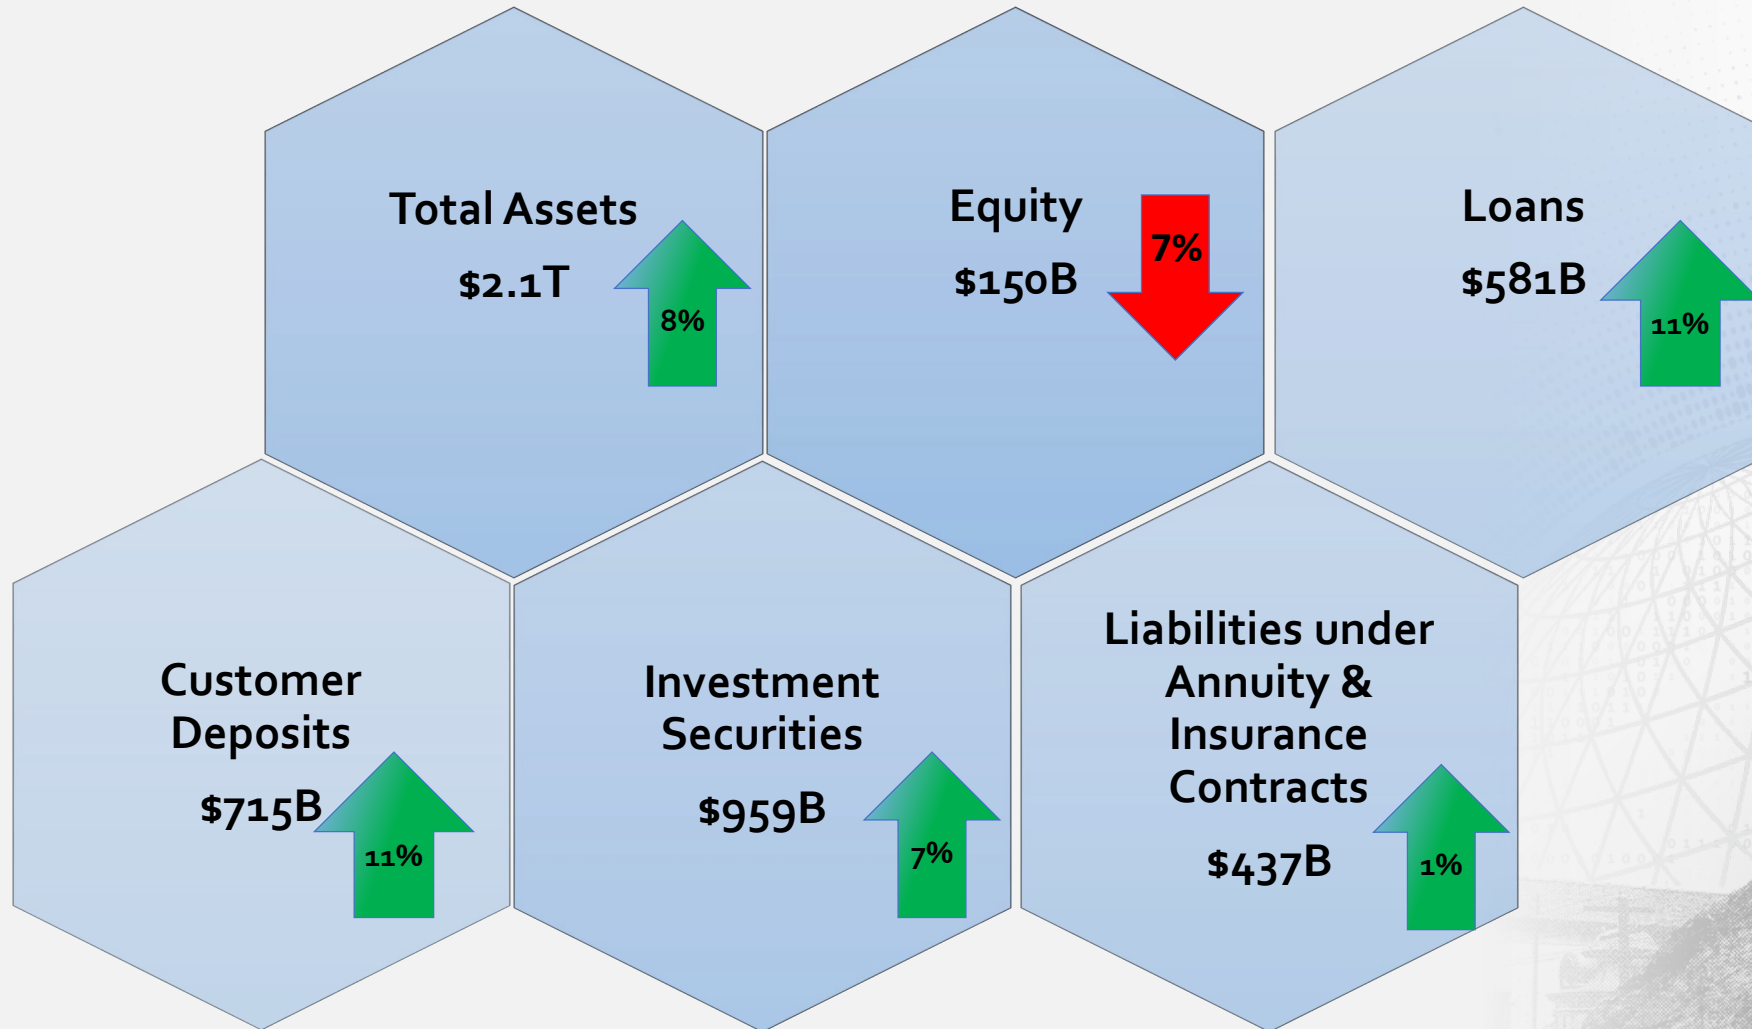 Total Assets
$2.1T
8%
Equity
$150B
7%
Loans
$581B
11%
Customer
Deposits
$715B
11%
Investment
Securities
$959B
7%
Liabilities under
Annuity &
Insurance
Contracts
$437B
1%